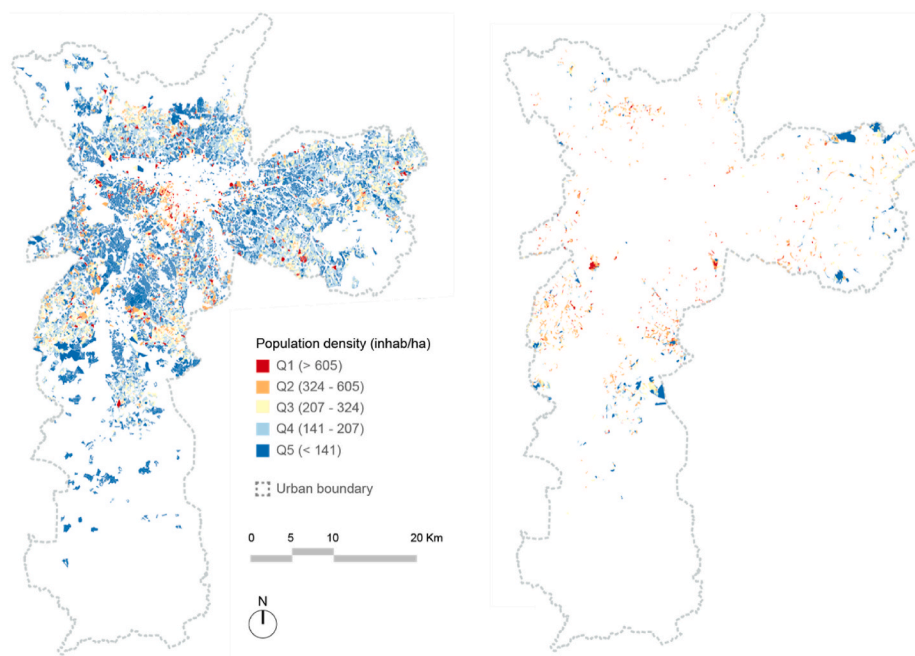 Population density (inhab/ha)
Q1 (> 605)
Q2 (324 - 605)
Q3 (207 - 324)
Q4 (141 - 207)
Q5 (< 141)
Urban boundary
0 5 10 20 Km
N